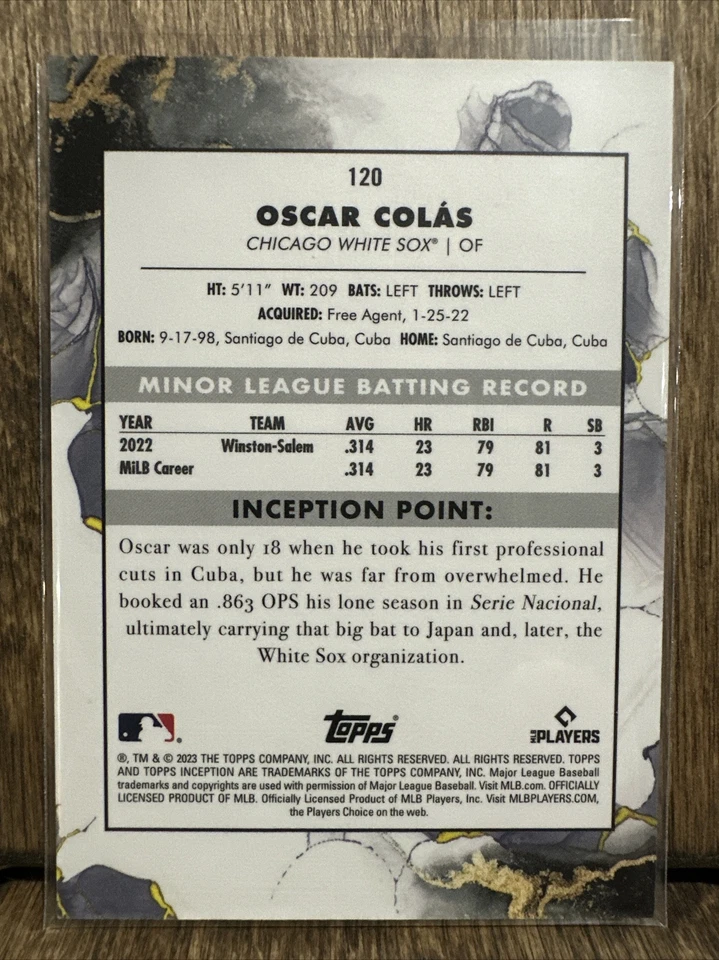 120
OSCAR COLÁS
CHICAGO WHITE SOX® | OF
HT: 5'11" WT: 209 BATS: LEFT THROWS: LEFT
ACQUIRED: Free Agent, 1-25-22
BORN: 9-17-98, Santiago de Cuba, Cuba HOME: Santiago de Cuba, Cuba
MINOR LEAGUE BATTING RECORD
YEAR TEAM AVG HR RBI R SB
2022 Winston-Salem .314 23 79 81 3
MiLB Career .314 23 79 81 3
INCEPTION POINT:
Oscar was only 18 when he took his first professional
cuts in Cuba, but he was far from overwhelmed. He
booked an .863 OPS his lone season in Serie Nacional,
ultimately carrying that big bat to Japan and, later, the
White Sox organization.
topps® MLB PLAYERS
®, TM & © 2023 THE TOPPS COMPANY, INC. ALL RIGHTS RESERVED. ALL RIGHTS RESERVED. TOPPS
AND TOPPS INCEPTION ARE TRADEMARKS OF THE TOPPS COMPANY, INC. Major League Baseball
trademarks and copyrights are used with permission of Major League Baseball. Visit MLB.com. OFFICIALLY
LICENSED PRODUCT OF MLB. Officially Licensed Product of MLB Players, Inc. Visit MLBPLAYERS.COM,
the Players Choice on the web.